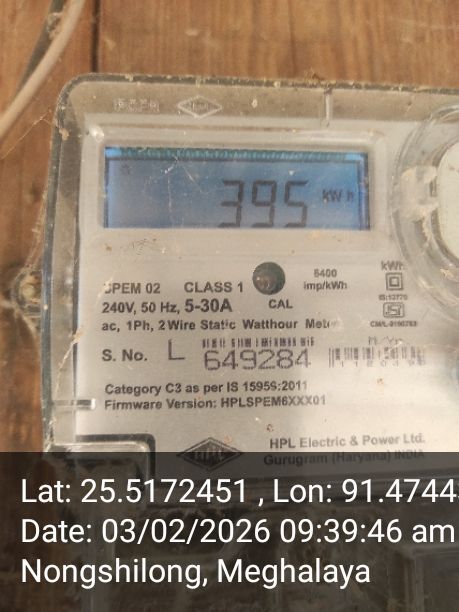 395 kWh
SPEM 02 CLASS 1
6400 imp/kWh
kWh
240V, 50 Hz, 5-30A
CAL
IS:13779
ac, 1Ph, 2 Wire Static Watthour Meter
S. No. L 649284
Category C3 as per IS 15959:2011
Firmware Version: HPLSPEM6XXX01
HPL Electric & Power Ltd.
Gurugram (Haryana) INDIA
Lat: 25.5172451 , Lon: 91.4744
Date: 03/02/2026 09:39:46 am
Nongshilong, Meghalaya